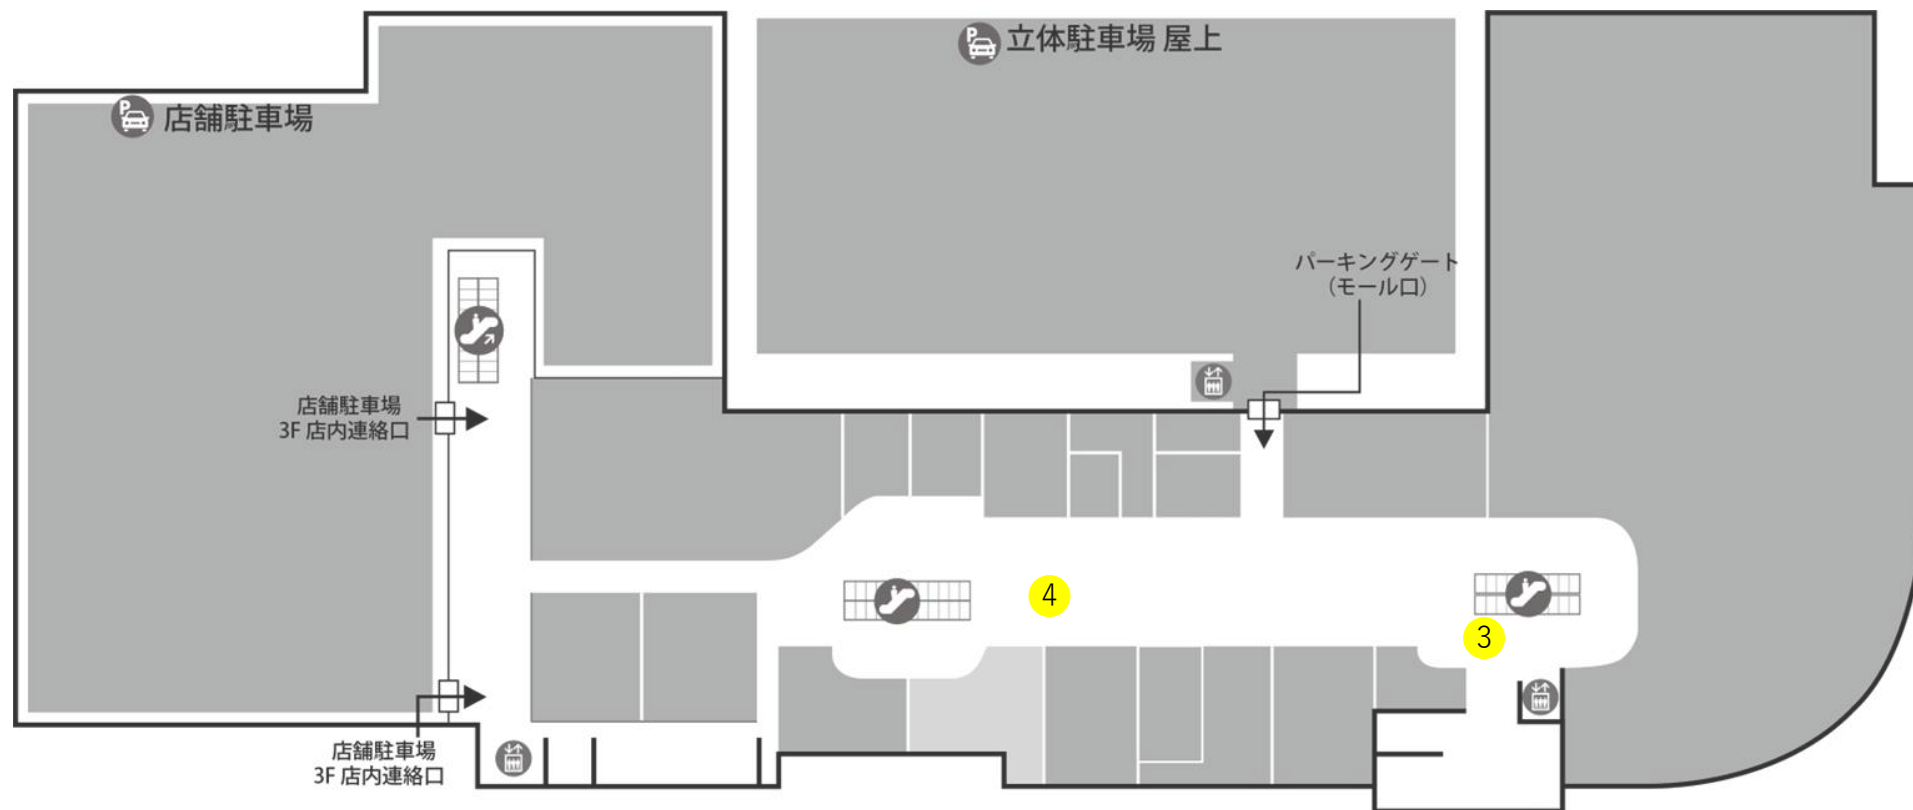 P 立体駐車場 屋上
P 店舗駐車場
パーキングゲート
（モール口）
店舗駐車場
3F 店内連絡口
4
3
店舗駐車場
3F 店内連絡口